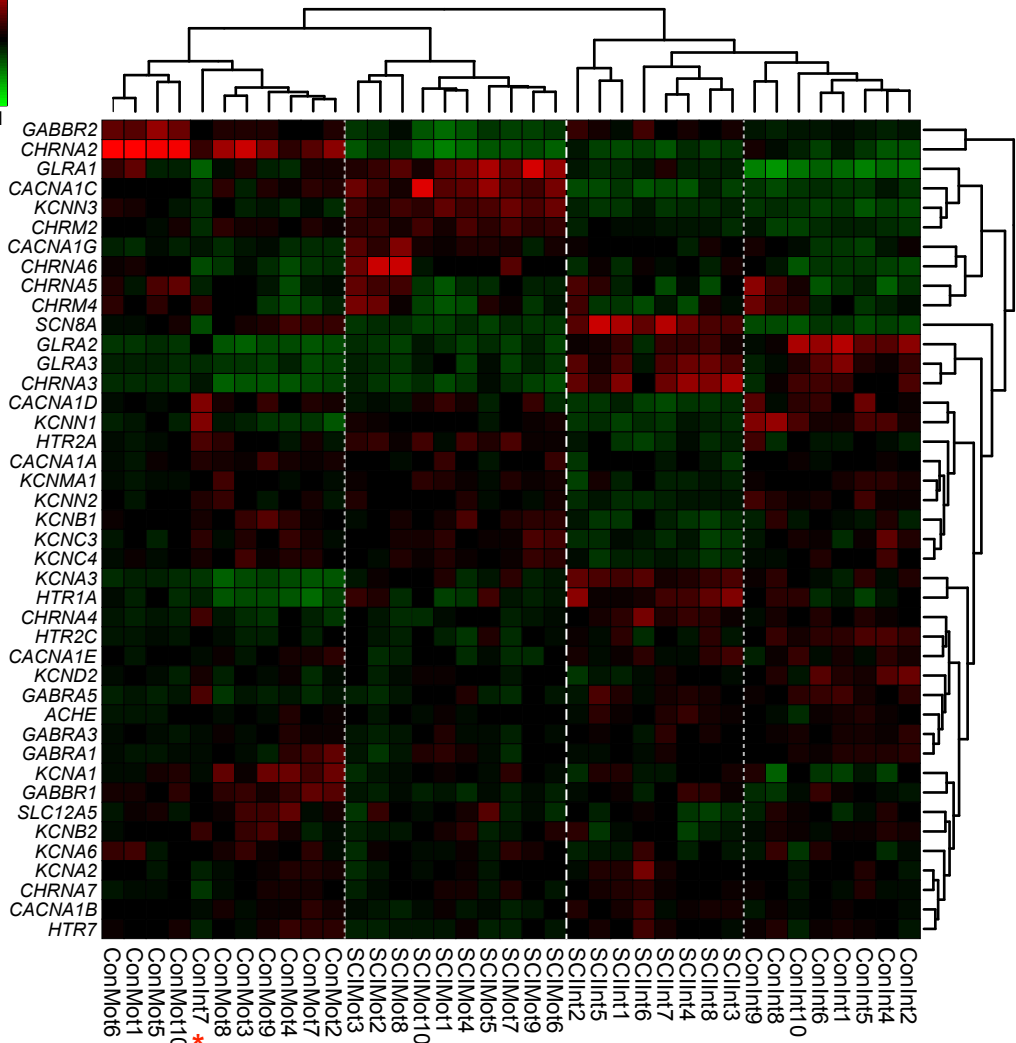 GABBR2
CHRNA2
GLRA1
CACNA1C
KCNN3
CHRM2
CACNA1G
CHRNA6
CHRNA5
CHRM4
SCN8A
GLRA2
GLRA3
CHRNA3
CACNA1D
KCNN1
HTR2A
CACNA1A
KCNMA1
KCNN2
KCNB1
KCNC3
KCNC4
KCNA3
HTR1A
CHRNA4
HTR2C
CACNA1E
KCND2
GABRA5
ACHE
GABRA3
GABRA1
KCNA1
GABBR1
SLC12A5
KCNB2
KCNA6
KCNA2
CHRNA7
CACNA1B
HTR7
ConMot6
ConMot1
ConMot5
ConMot10
ConInt7 *
ConMot8
ConMot3
ConMot9
ConMot4
ConMot7
ConMot2
SCIMot3
SCIMot2
SCIMot8
SCIMot10
SCIMot1
SCIMot4
SCIMot5
SCIMot7
SCIMot9
SCIMot6
SCIInt2
SCIInt5
SCIInt1
SCIInt6
SCIInt7
SCIInt4
SCIInt8
SCIInt3
ConInt9
ConInt8
ConInt10
ConInt6
ConInt1
ConInt5
ConInt4
ConInt2